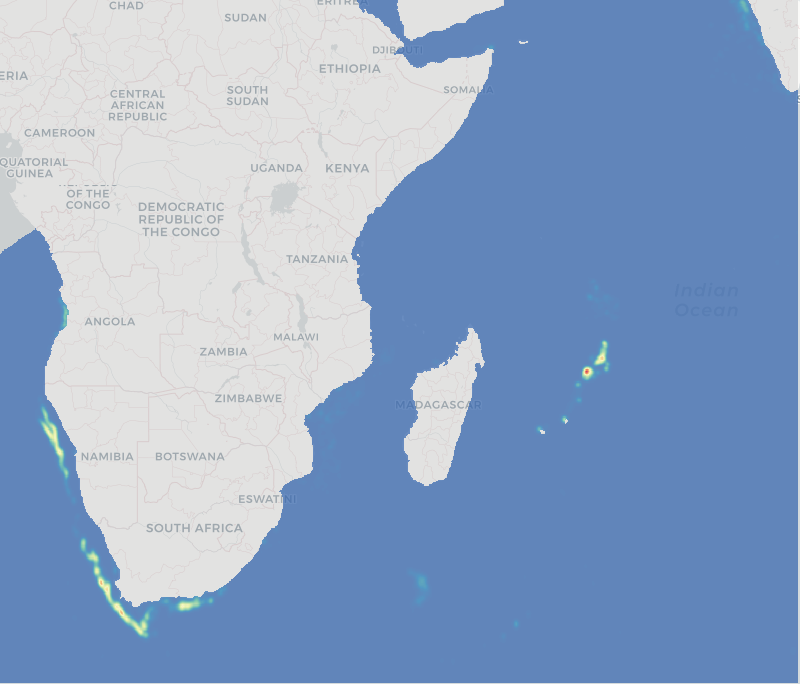 CHAD
SUDAN
ERITREA
DJIBOUTI
ETHIOPIA
ERIA
CENTRAL
AFRICAN
REPUBLIC
SOUTH
SUDAN
SOMALIA
CAMEROON
QUATORIAL
GUINEA
UGANDA
KENYA
OF THE
CONGO
DEMOCRATIC
REPUBLIC OF
THE CONGO
TANZANIA
Indian
Ocean
ANGOLA
MALAWI
ZAMBIA
ZIMBABWE
MADAGASCAR
NAMIBIA
BOTSWANA
ESWATINI
SOUTH AFRICA